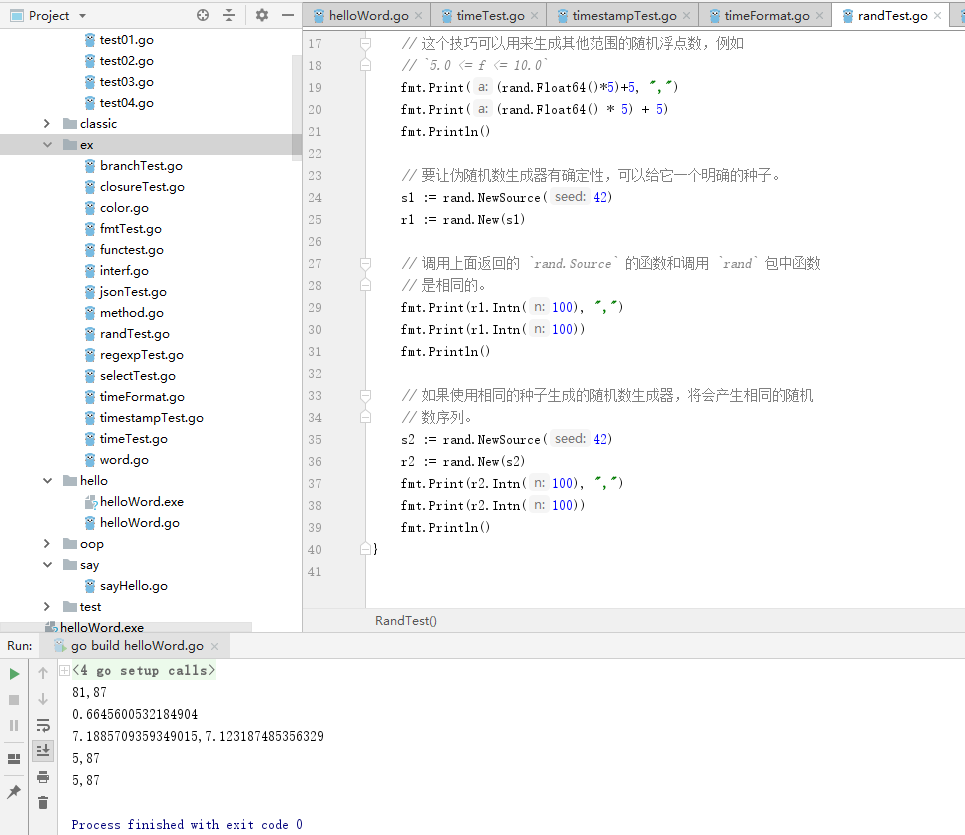 Project
helloWord.go
timeTest.go
timestampTest.go
timeFormat.go
randTest.go
test01.go
test02.go
test03.go
test04.go
classic
ex
branchTest.go
closureTest.go
color.go
fmtTest.go
functest.go
interf.go
jsonTest.go
method.go
randTest.go
regexpTest.go
selectTest.go
timeFormat.go
timestampTest.go
timeTest.go
word.go
hello
helloWord.exe
helloWord.go
oop
say
sayHello.go
test
helloWord.exe
17 // 这个技巧可以用来生成其他范围的随机浮点数，例如
18 // `5.0 <= f <= 10.0`
19 fmt.Print( a: (rand.Float64()*5)+5, ",")
20 fmt.Print( a: (rand.Float64() * 5) + 5)
21 fmt.Println()
22
23 // 要让伪随机数生成器有确定性，可以给它一个明确的种子。
24 s1 := rand.NewSource( seed: 42)
25 r1 := rand.New(s1)
26
27 // 调用上面返回的 `rand.Source` 的函数和调用 `rand` 包中函数
28 // 是相同的。
29 fmt.Print(r1.Intn( n: 100), ",")
30 fmt.Print(r1.Intn( n: 100))
31 fmt.Println()
32
33 // 如果使用相同的种子生成的随机数生成器，将会产生相同的随机
34 // 数序列。
35 s2 := rand.NewSource( seed: 42)
36 r2 := rand.New(s2)
37 fmt.Print(r2.Intn( n: 100), ",")
38 fmt.Print(r2.Intn( n: 100))
39 fmt.Println()
40 }
41
RandTest()
Run: go build helloWord.go
<4 go setup calls>
81,87
0.6645600532184904
7.1885709359349015,7.123187485356329
5,87
5,87
Process finished with exit code 0